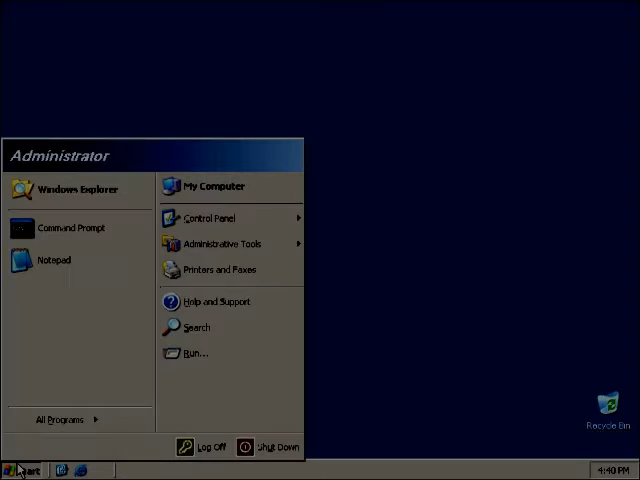 Administrator
Windows Explorer
Command Prompt
Notepad
All Programs
My Computer
Control Panel
Administrative Tools
Printers and Faxes
Help and Support
Search
Run...
Log Off
Shut Down
Recycle Bin
4:40 PM